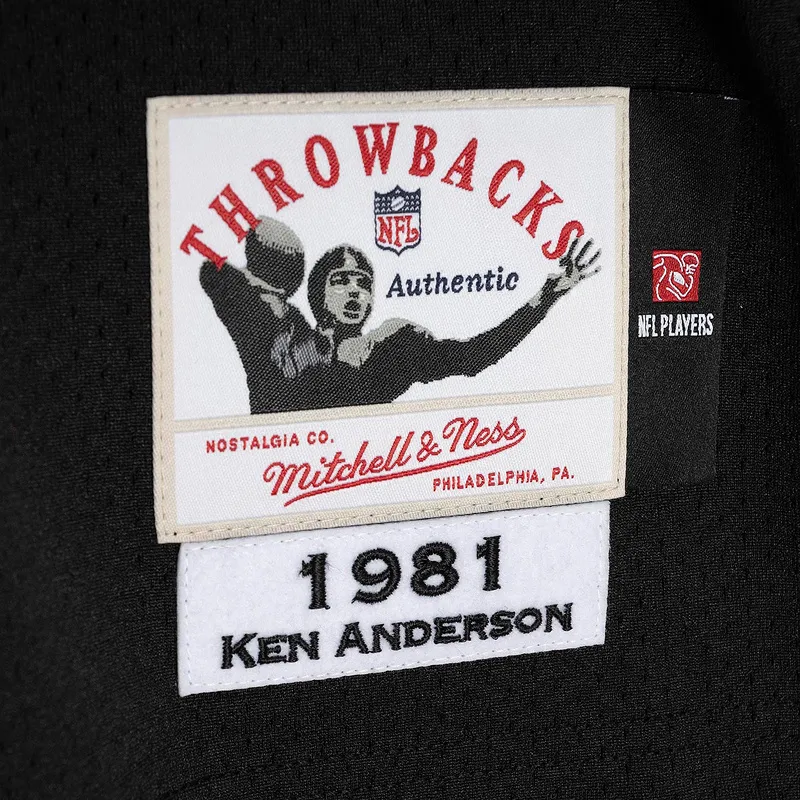 THROWBACKS
NFL
Authentic
NFL PLAYERS
NOSTALGIA CO.
Mitchell & Ness
PHILADELPHIA, PA.
1981
KEN ANDERSON